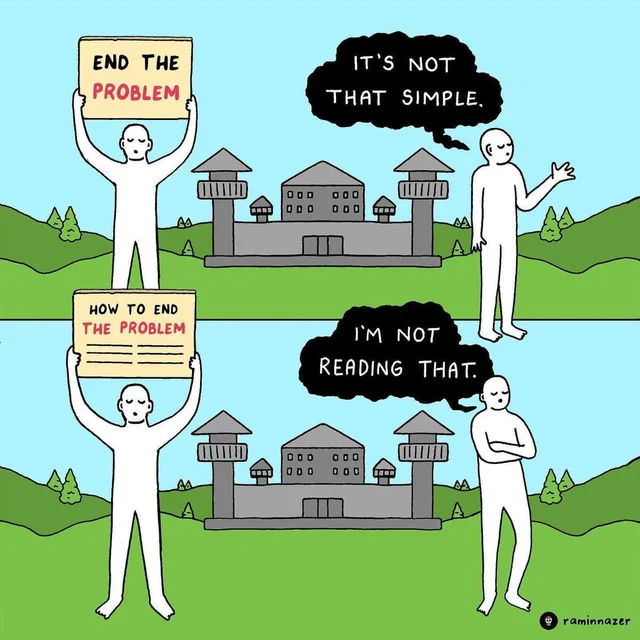 END THE
PROBLEM
IT'S NOT
THAT SIMPLE.
HOW TO END
THE PROBLEM
I'M NOT
READING THAT.
raminnazer